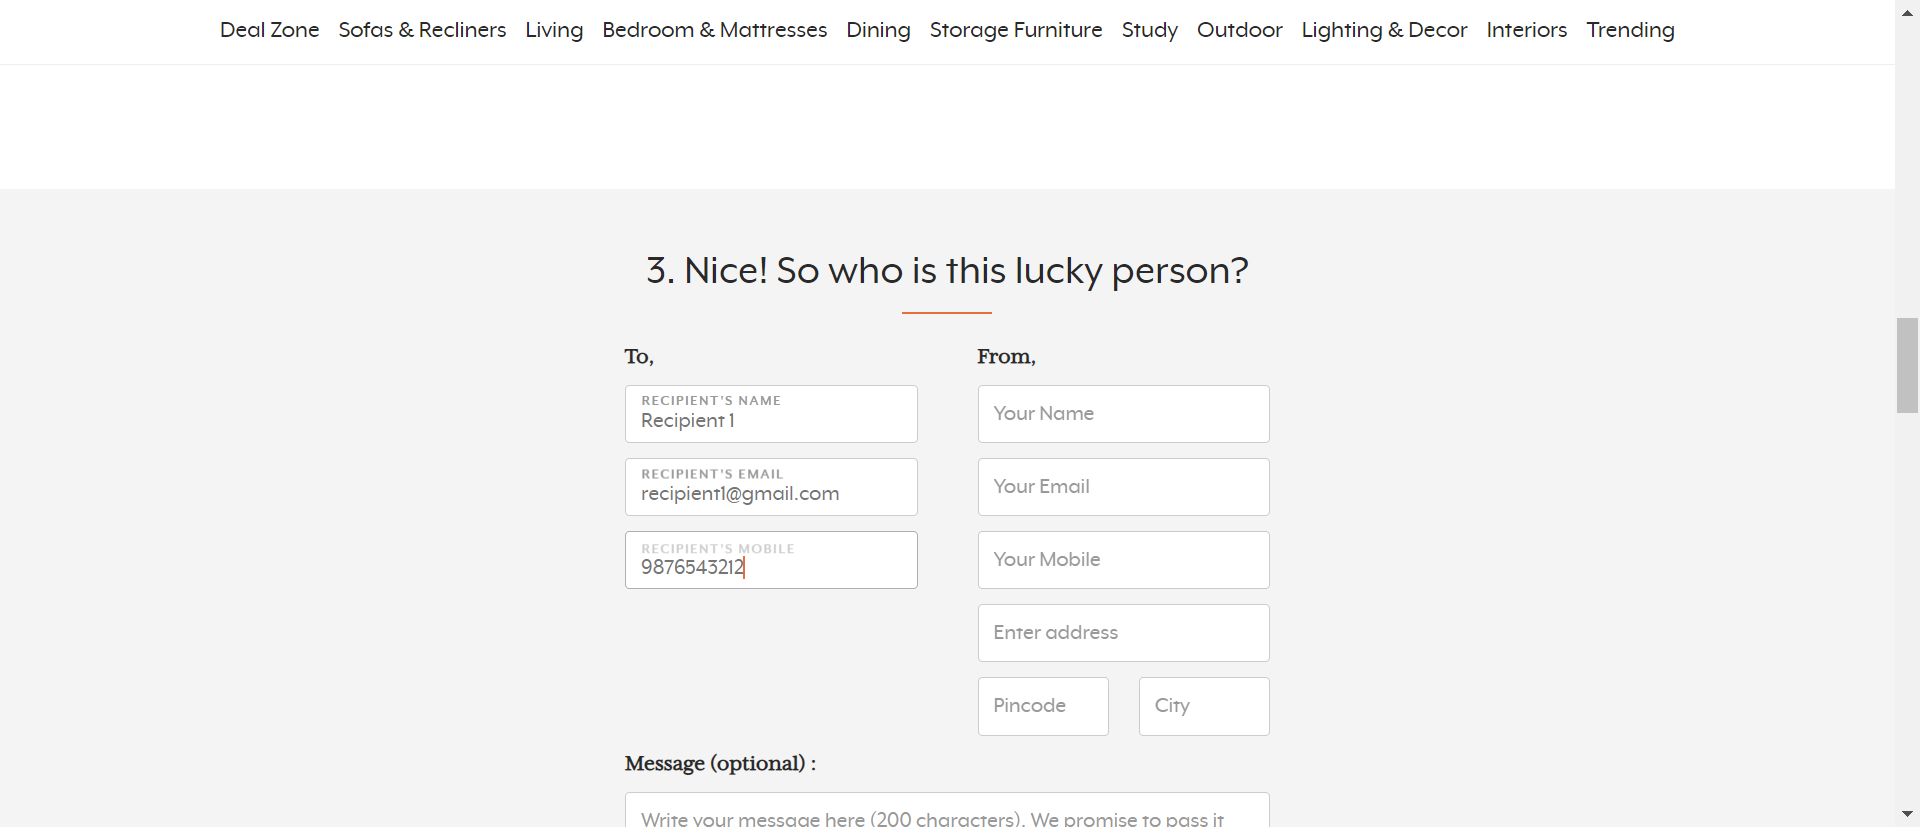 Deal Zone Sofas & Recliners Living Bedroom & Mattresses Dining Storage Furniture Study Outdoor Lighting & Decor Interiors Trending
3. Nice! So who is this lucky person?
To,
RECIPIENT'S NAME
Recipient 1
RECIPIENT'S EMAIL
recipient1@gmail.com
RECIPIENT'S MOBILE
9876543212
From,
Your Name
Your Email
Your Mobile
Enter address
Pincode City
Message (optional) :
Write your message here (200 characters). We promise to pass it